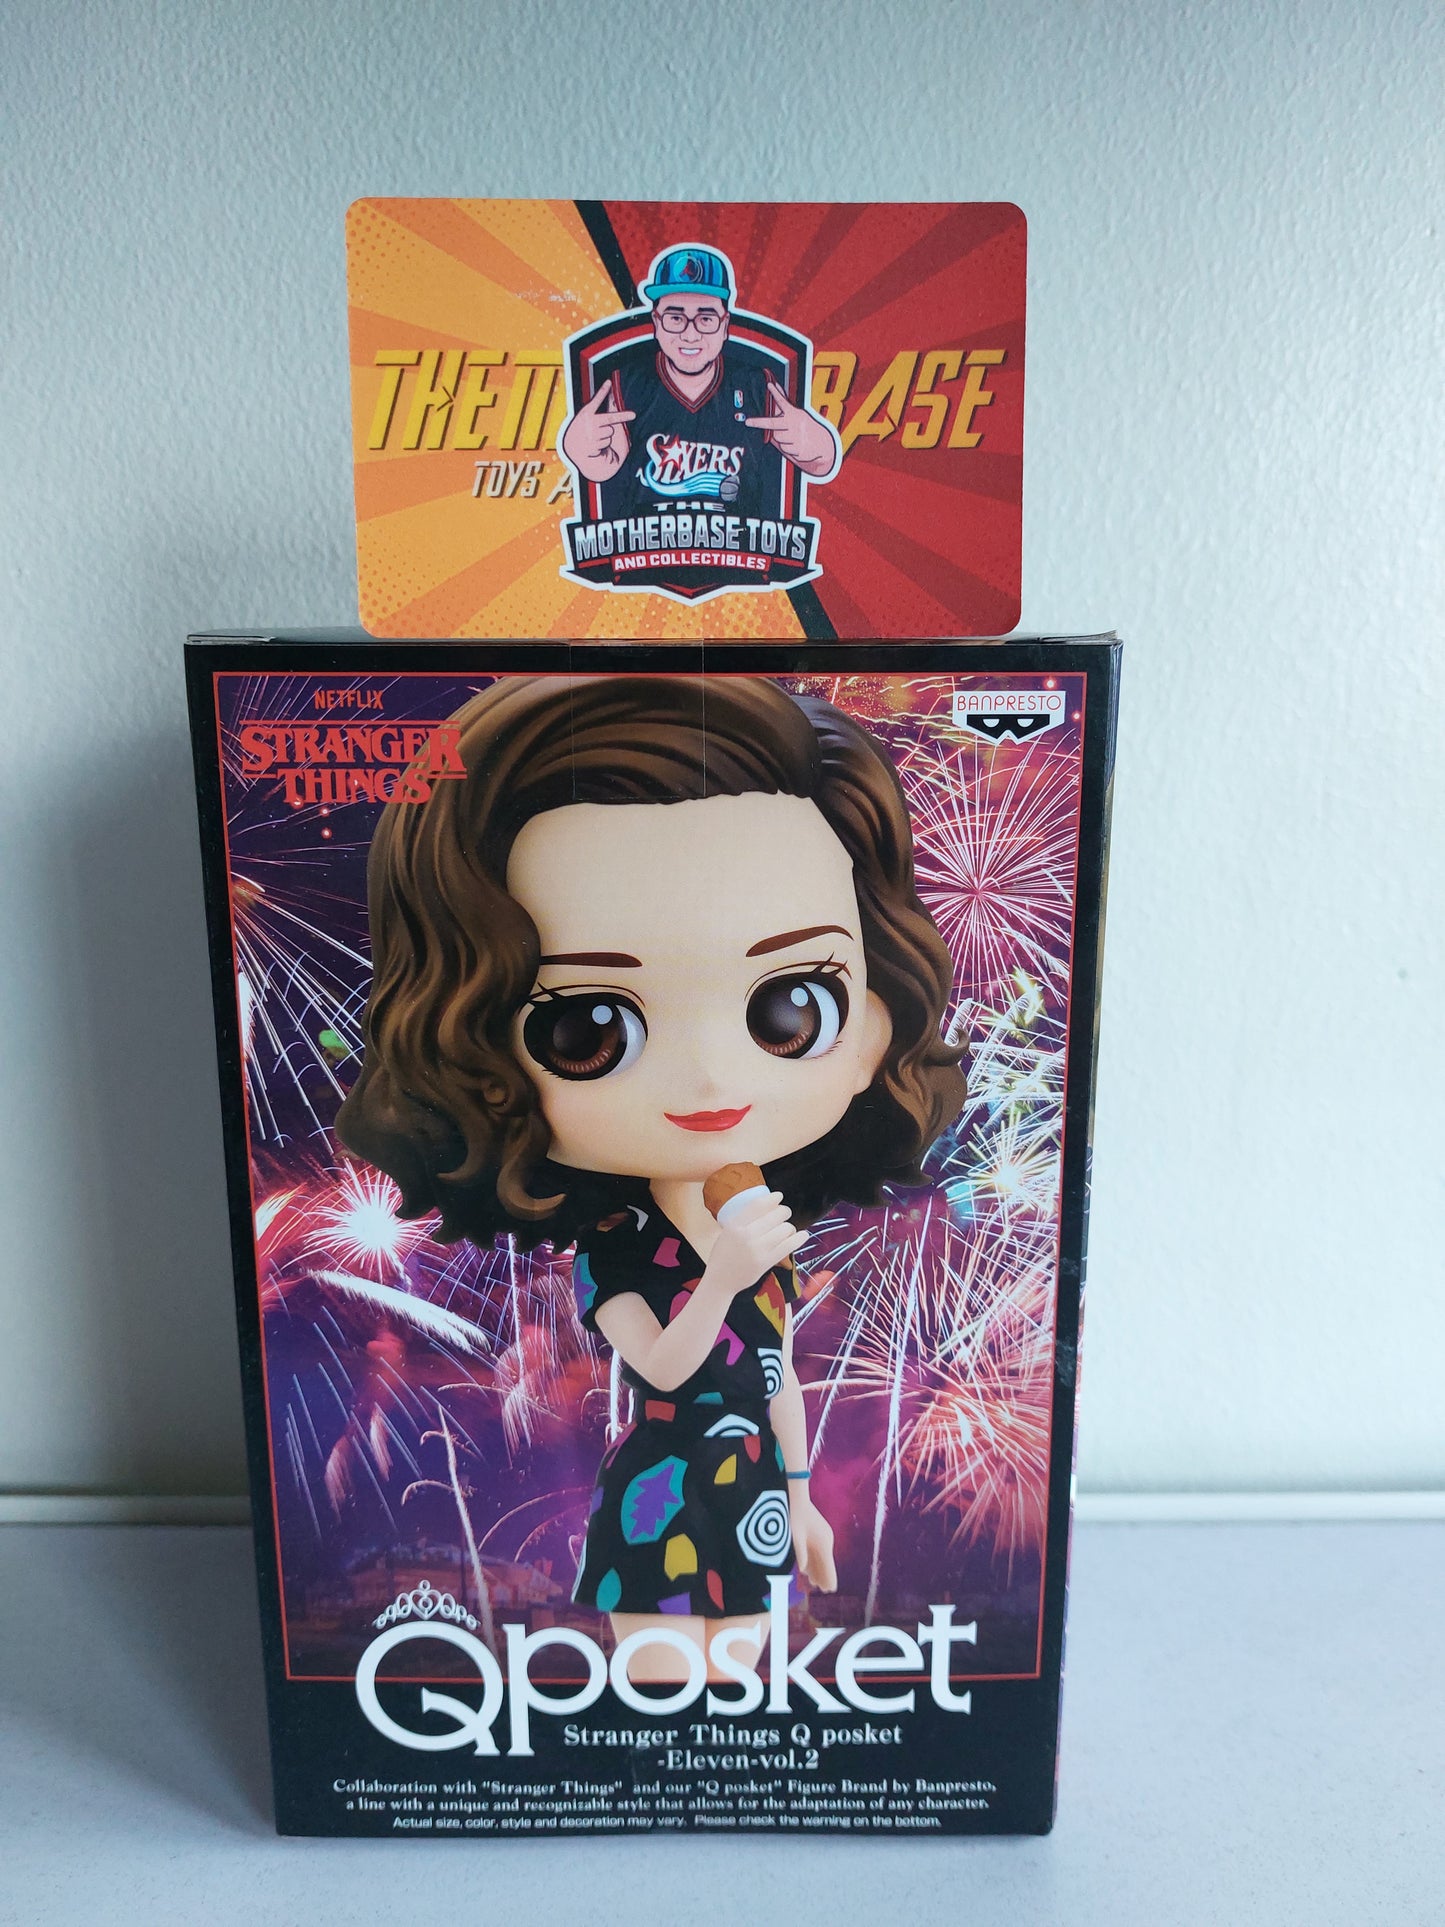 THEM BASE
TOYS A
SIXERS
THE
MOTHERBASE TOYS
AND COLLECTIBLES
NETFLIX
STRANGER
THINGS
BANPRESTO
Qposket
Stranger Things Q posket
-Eleven-vol.2
Collaboration with "Stranger Things" and our "Q posket" Figure Brand by Banpresto,
a line with a unique and recognizable style that allows for the adaptation of any character.
Actual size, color, style and decoration may vary. Please check the warning on the bottom.